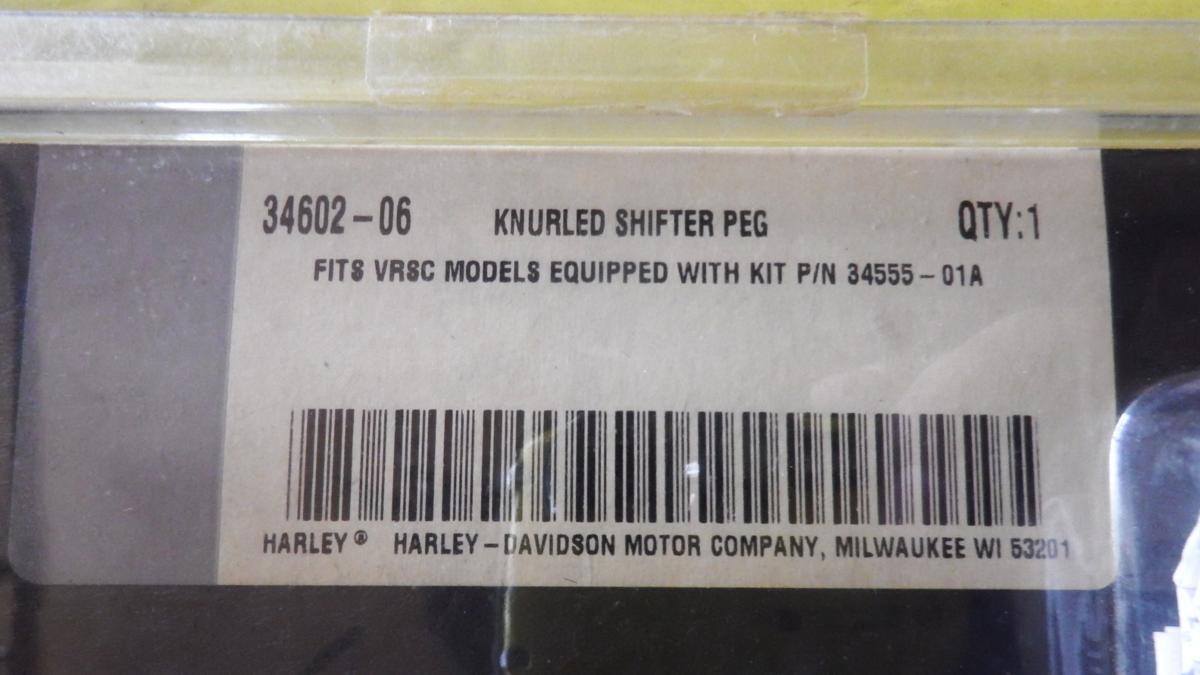 34602-06 KNURLED SHIFTER PEG QTY:1
FITS VRSC MODELS EQUIPPED WITH KIT P/N 34555-01A
HARLEY® HARLEY-DAVIDSON MOTOR COMPANY, MILWAUKEE WI 53201